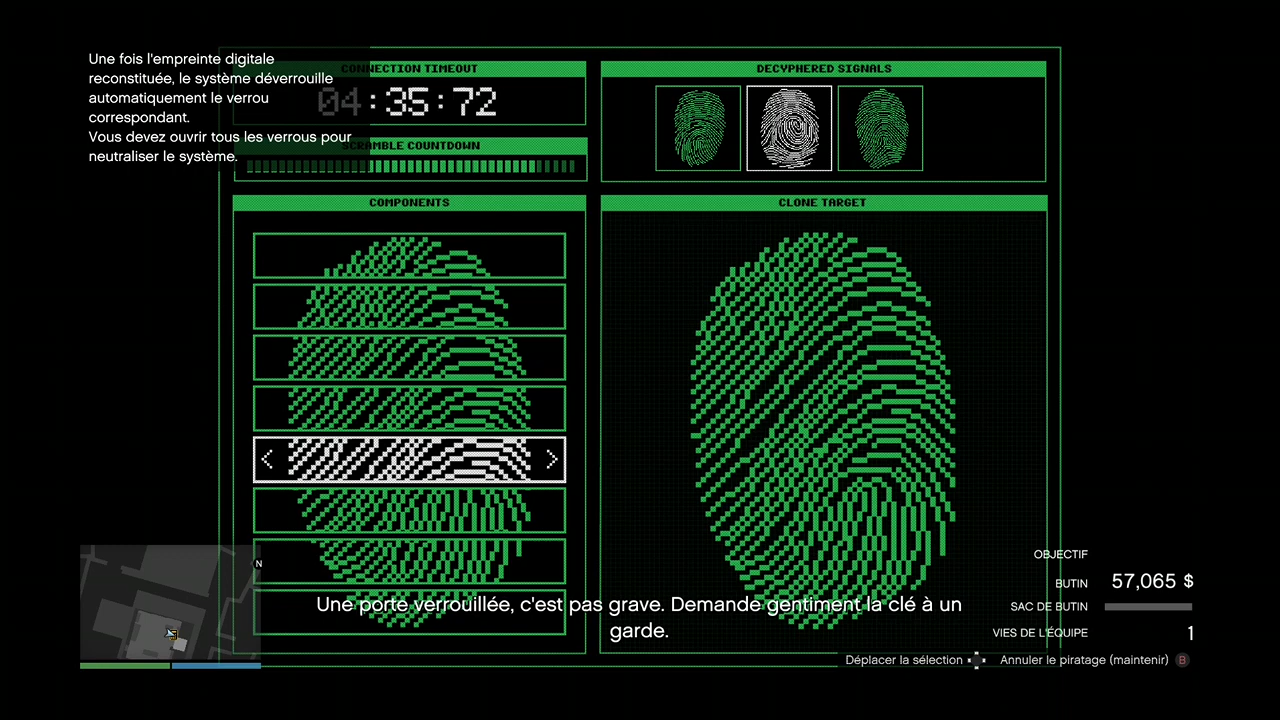 Une fois l'empreinte digitale
reconstituée, le système déverrouille
automatiquement le verrou
correspondant.
Vous devez ouvrir tous les verrous pour
neutraliser le système.
CONNECTION TIMEOUT
04:35:72
SCRAMBLE COUNTDOWN
DECYPHERED SIGNALS
COMPONENTS
CLONE TARGET
N
Une porte verrouillée, c'est pas grave. Demande gentiment la clé à un
garde.
OBJECTIF
BUTIN 57,065 $
SAC DE BUTIN
VIES DE L'ÉQUIPE 1
Déplacer la sélection Annuler le piratage (maintenir) B